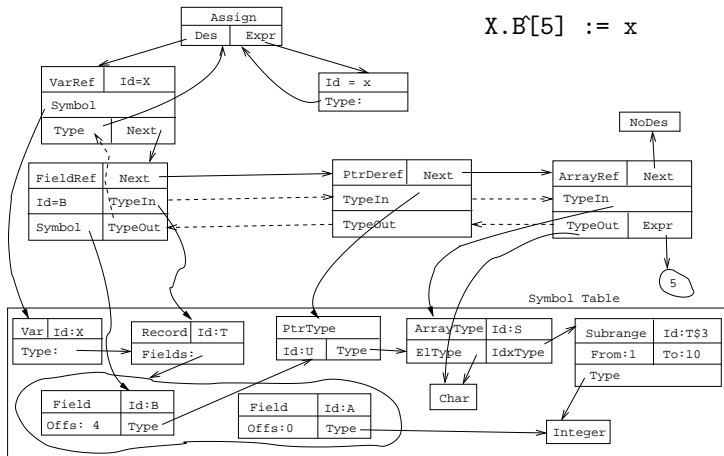 Assign
Des Expr
X.B^[5] := x
VarRef Id=X
Symbol
Type Next
Id = x
Type:
NoDes
FieldRef Next
Id=B TypeIn
Symbol TypeOut
PtrDeref Next
TypeIn
TypeOut
ArrayRef Next
TypeIn
TypeOut Expr
5
Symbol Table
Var Id:X
Type:
Record Id:T
Fields:
PtrType
Id:U Type
ArrayType Id:S
ElType IdxType
Subrange Id:T$3
From:1 To:10
Type
Char
Field Id:B
Offs: 4 Type
Field Id:A
Offs:0 Type
Integer